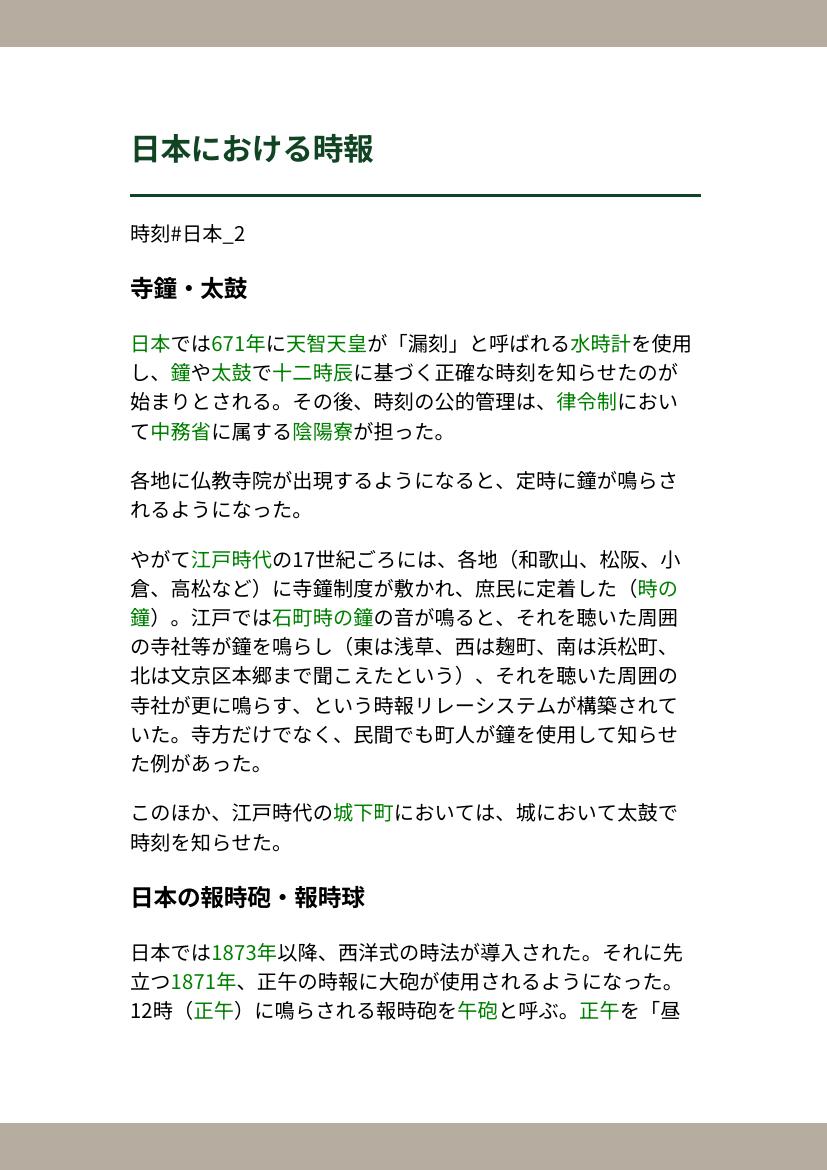 日本における時報
時刻#日本_2
寺鐘・太鼓
日本では671年に天智天皇が「漏刻」と呼ばれる水時計を使用
し、鐘や太鼓で十二時辰に基づく正確な時刻を知らせたのが
始まりとされる。その後、時刻の公的管理は、律令制におい
て中務省に属する陰陽寮が担った。
各地に仏教寺院が出現するようになると、定時に鐘が鳴らさ
れるようになった。
やがて江戸時代の17世紀ごろには、各地（和歌山、松阪、小
倉、高松など）に寺鐘制度が敷かれ、庶民に定着した（時の
鐘）。江戸では石町時の鐘の音が鳴ると、それを聴いた周囲
の寺社等が鐘を鳴らし（東は浅草、西は麹町、南は浜松町、
北は文京区本郷まで聞こえたという）、それを聴いた周囲の
寺社が更に鳴らす、という時報リレーシステムが構築されて
いた。寺方だけでなく、民間でも町人が鐘を使用して知らせ
た例があった。
このほか、江戸時代の城下町においては、城において太鼓で
時刻を知らせた。
日本の報時砲・報時球
日本では1873年以降、西洋式の時法が導入された。それに先
立つ1871年、正午の時報に大砲が使用されるようになった。
12時（正午）に鳴らされる報時砲を午砲と呼ぶ。正午を「昼